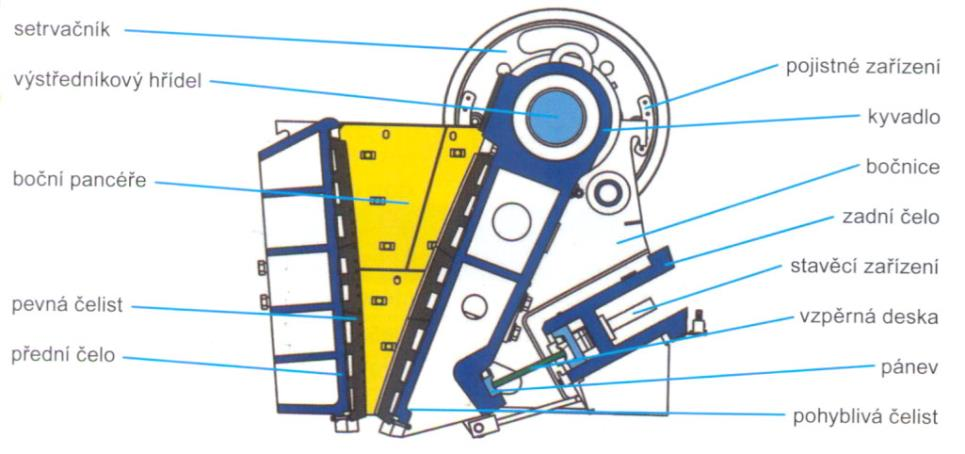 setrvačník
výstředníkový hřídel
boční pancéře
pevná čelist
přední čelo
pojistné zařízení
kyvadlo
bočnice
zadní čelo
stavěcí zařízení
vzpěrná deska
pánev
pohyblivá čelist